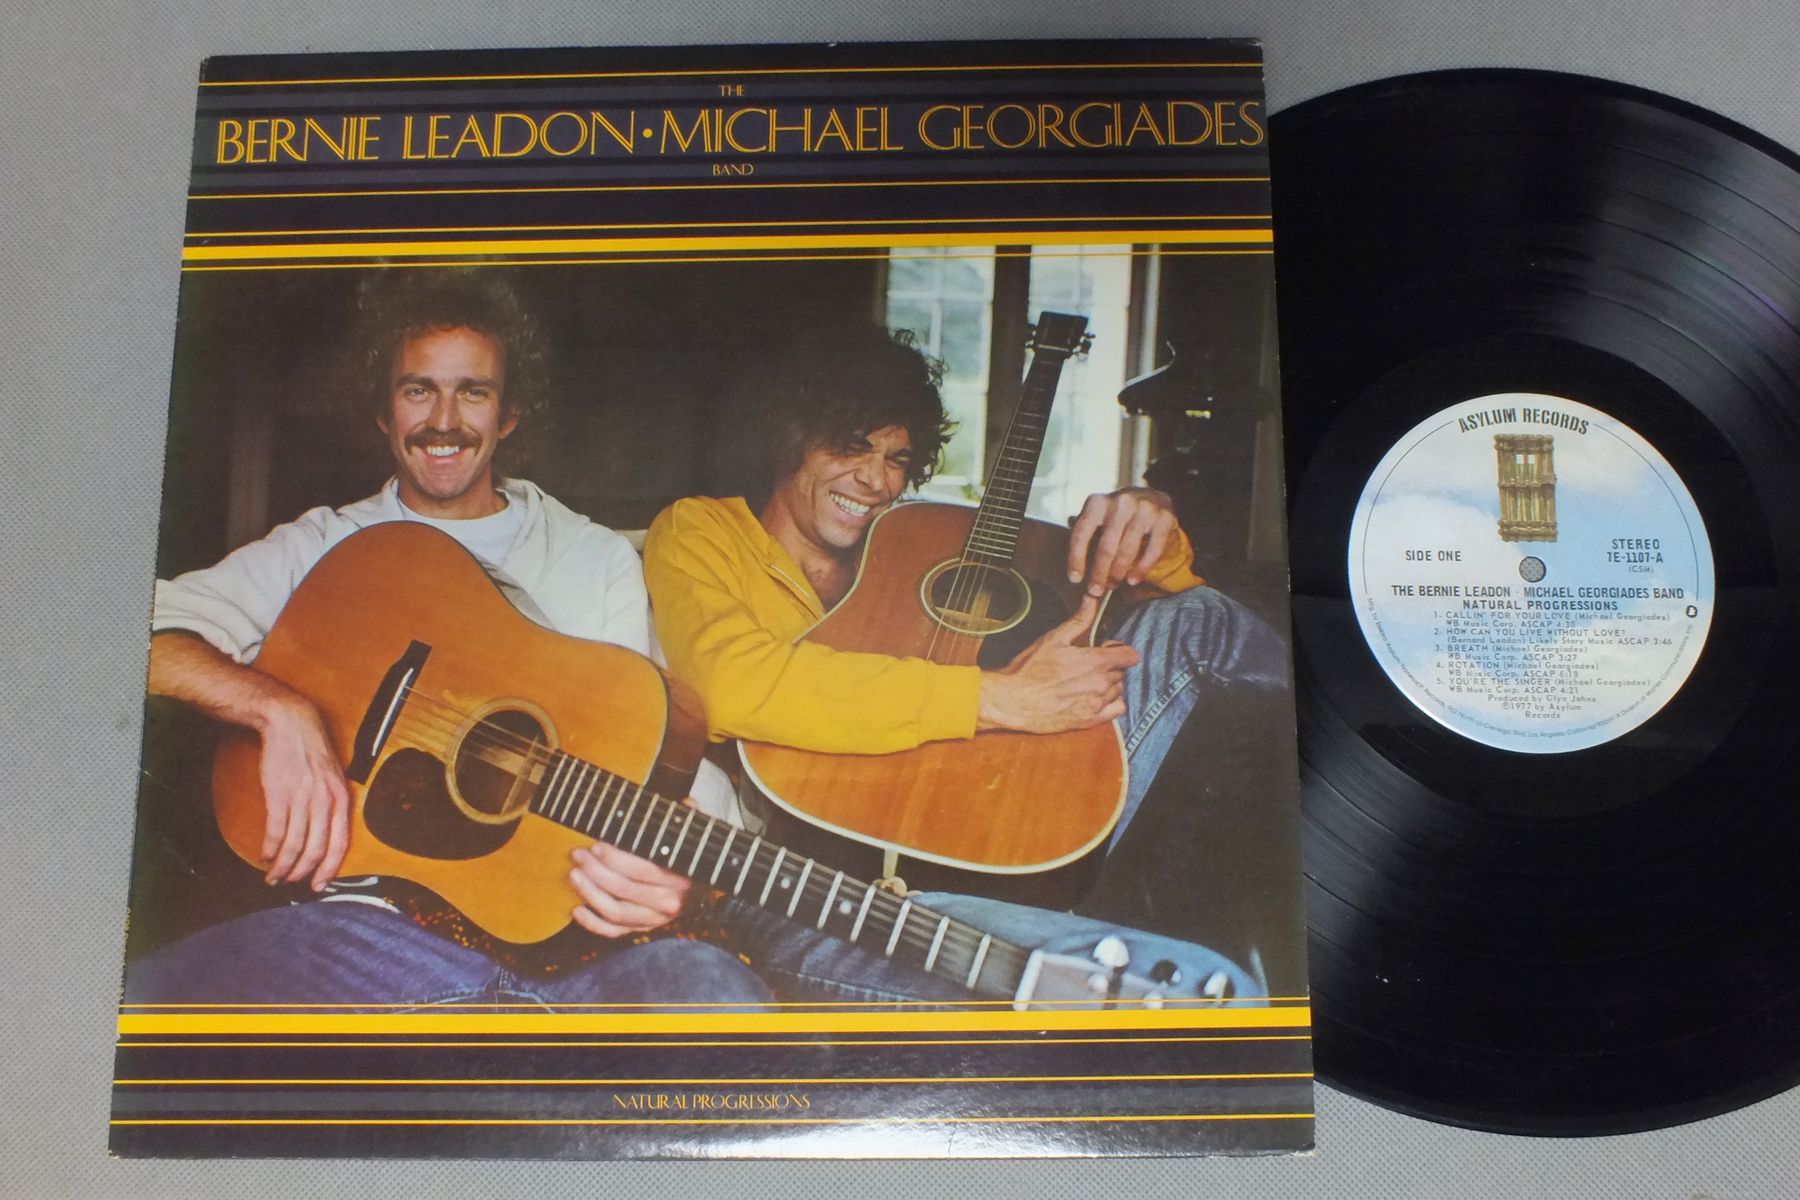 THE
BERNIE LEADON · MICHAEL GEORGIADES
BAND
NATURAL PROGRESSIONS
ASYLUM RECORDS
SIDE ONE
STEREO
7E-1107-A
(CSM)
THE BERNIE LEADON · MICHAEL GEORGIADES BAND
NATURAL PROGRESSIONS
1. CALLIN' FOR YOUR LOVE (Michael Georgiades)
WB Music Corp. ASCAP 4:30
2. HOW CAN YOU LIVE WITHOUT LOVE?
(Bernard Leadon) Likely Story Music ASCAP 3:46
3. BREATH (Michael Georgiades)
WB Music Corp. ASCAP 3:27
4. ROTATION (Michael Georgiades)
WB Music Corp. ASCAP 6:18
5. YOU'RE THE SINGER (Michael Georgiades)
WB Music Corp. ASCAP 4:21
Produced by Glyn Johns
℗1977 by Asylum
Records